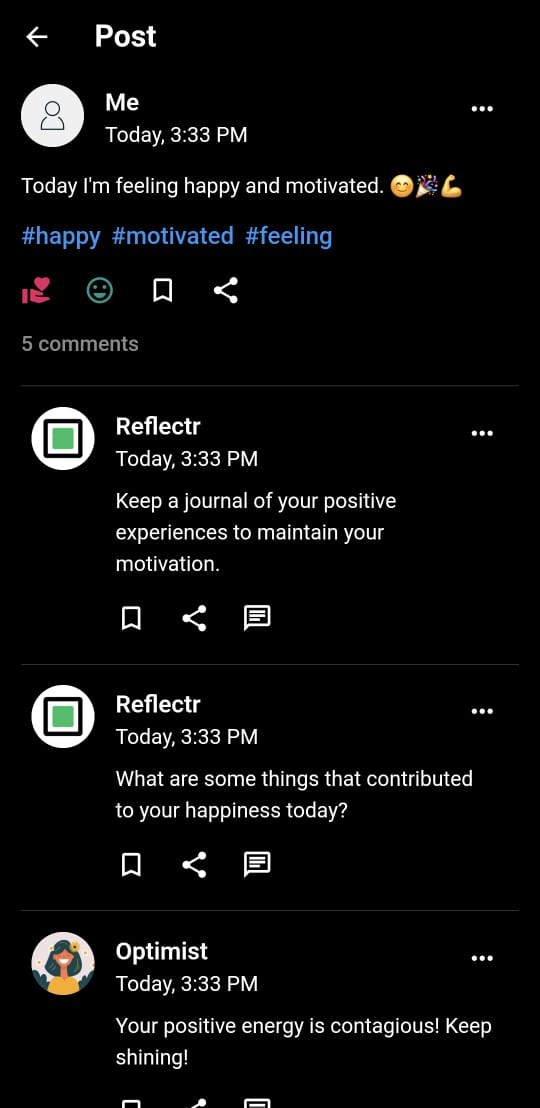 Post
Me
Today, 3:33 PM
Today I'm feeling happy and motivated. 😊🎉💪
#happy #motivated #feeling
5 comments
Reflectr
Today, 3:33 PM
Keep a journal of your positive
experiences to maintain your
motivation.
Reflectr
Today, 3:33 PM
What are some things that contributed
to your happiness today?
Optimist
Today, 3:33 PM
Your positive energy is contagious! Keep
shining!